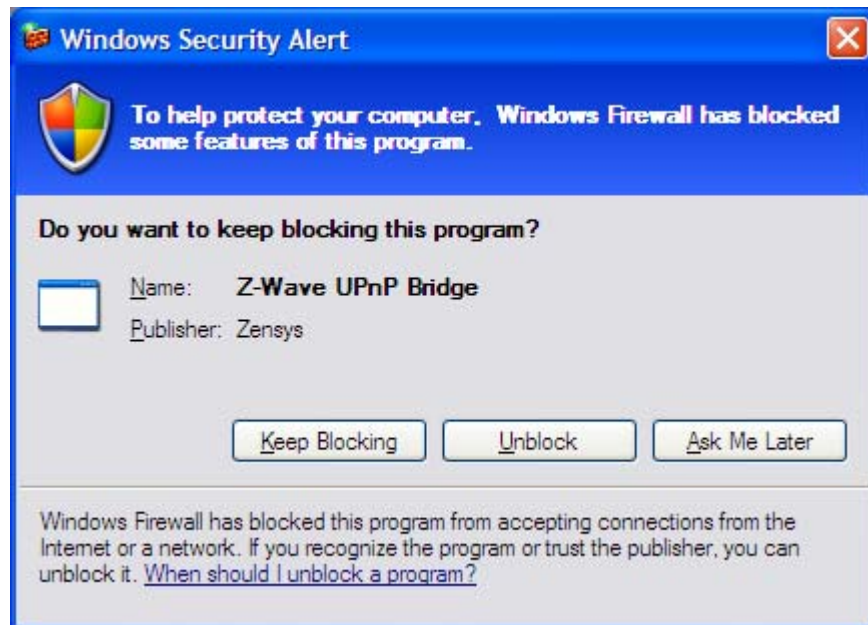 Windows Security Alert
To help protect your computer, Windows Firewall has blocked
some features of this program.
Do you want to keep blocking this program?
Name: Z-Wave UPnP Bridge
Publisher: Zensys
Keep Blocking Unblock Ask Me Later
Windows Firewall has blocked this program from accepting connections from the
Internet or a network. If you recognize the program or trust the publisher, you can
unblock it. When should I unblock a program?